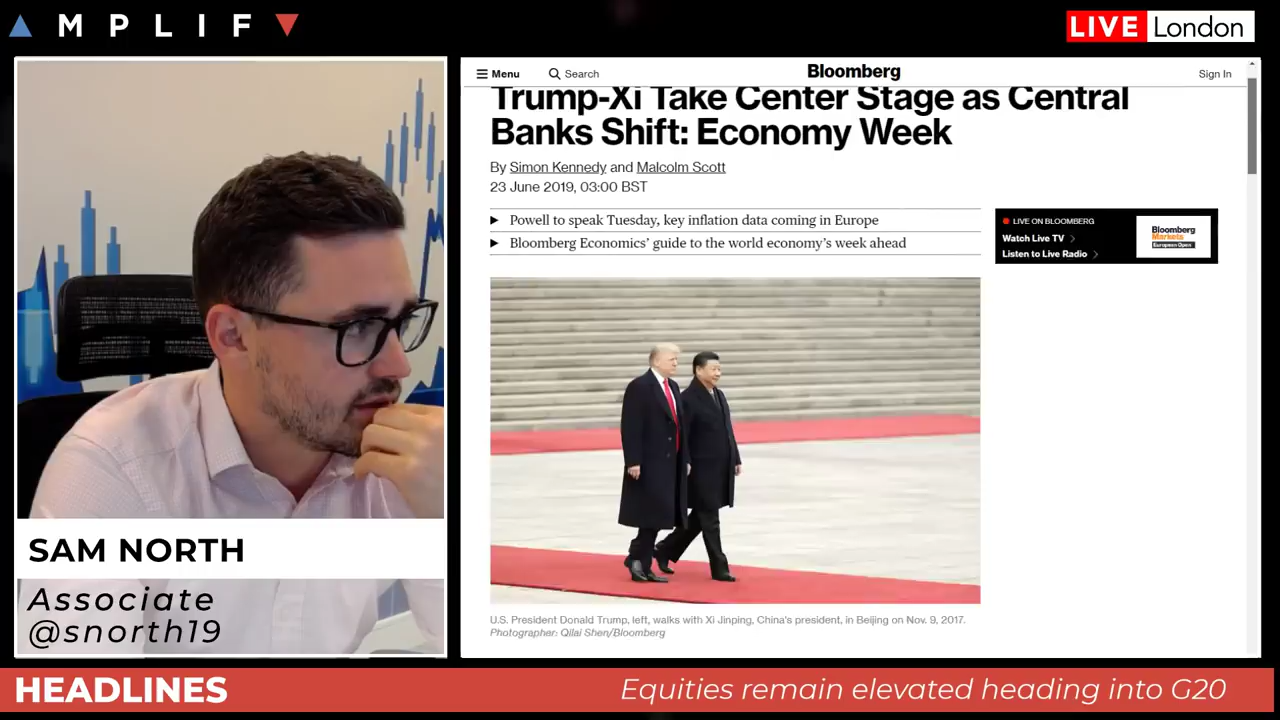 MPLIF
LIVE London
Menu
Search
Bloomberg
Sign In
Trump-Xi Take Center Stage as Central
Banks Shift: Economy Week
By Simon Kennedy and Malcolm Scott
23 June 2019, 03:00 BST
Powell to speak Tuesday, key inflation data coming in Europe
Bloomberg Economics' guide to the world economy's week ahead
LIVE ON BLOOMBERG
Watch Live TV
Listen to Live Radio
Bloomberg
Markets
European Open
U.S. President Donald Trump, left, walks with Xi Jinping, China's president, in Beijing on Nov. 9, 2017.
Photographer: Qilai Shen/Bloomberg
SAM NORTH
Associate
@snorth19
HEADLINES
Equities remain elevated heading into G20